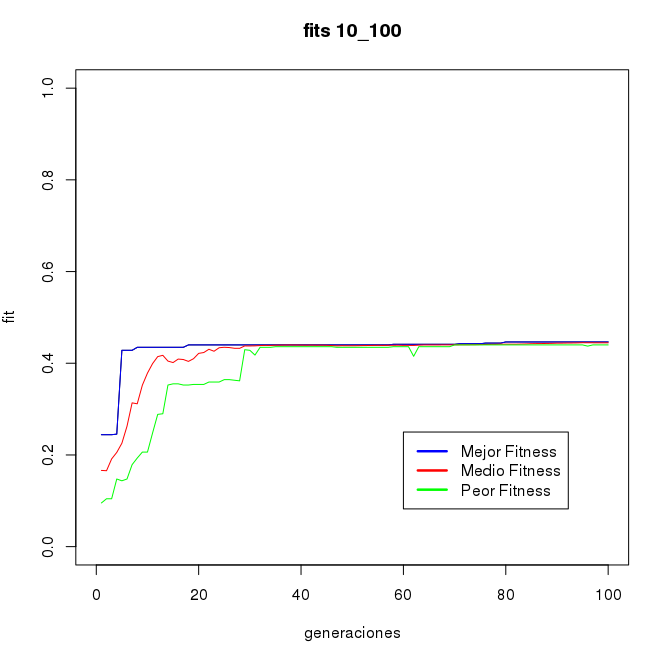 fits 10_100
1.0
0.8
0.6
0.4
0.2
0.0
fit
Mejor Fitness
Medio Fitness
Peor Fitness
0 20 40 60 80 100
generaciones